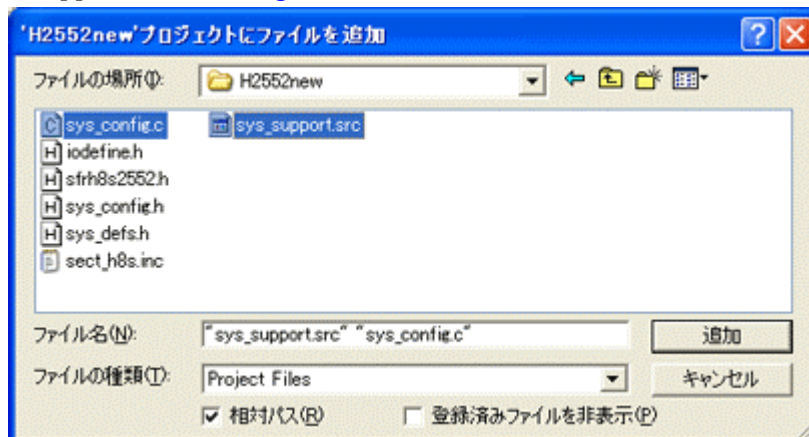 'H2552new'プロジェクトにファイルを追加
ファイルの場所(I): H2552new
sys_config.c sys_support.src
iodefine.h
sfrh8s2552.h
sys_config.h
sys_defs.h
sect_h8s.inc
ファイル名(N): "sys_support.src" "sys_config.c" 追加
ファイルの種類(T): Project Files キャンセル
相対パス(R) 登録済みファイルを非表示(P)